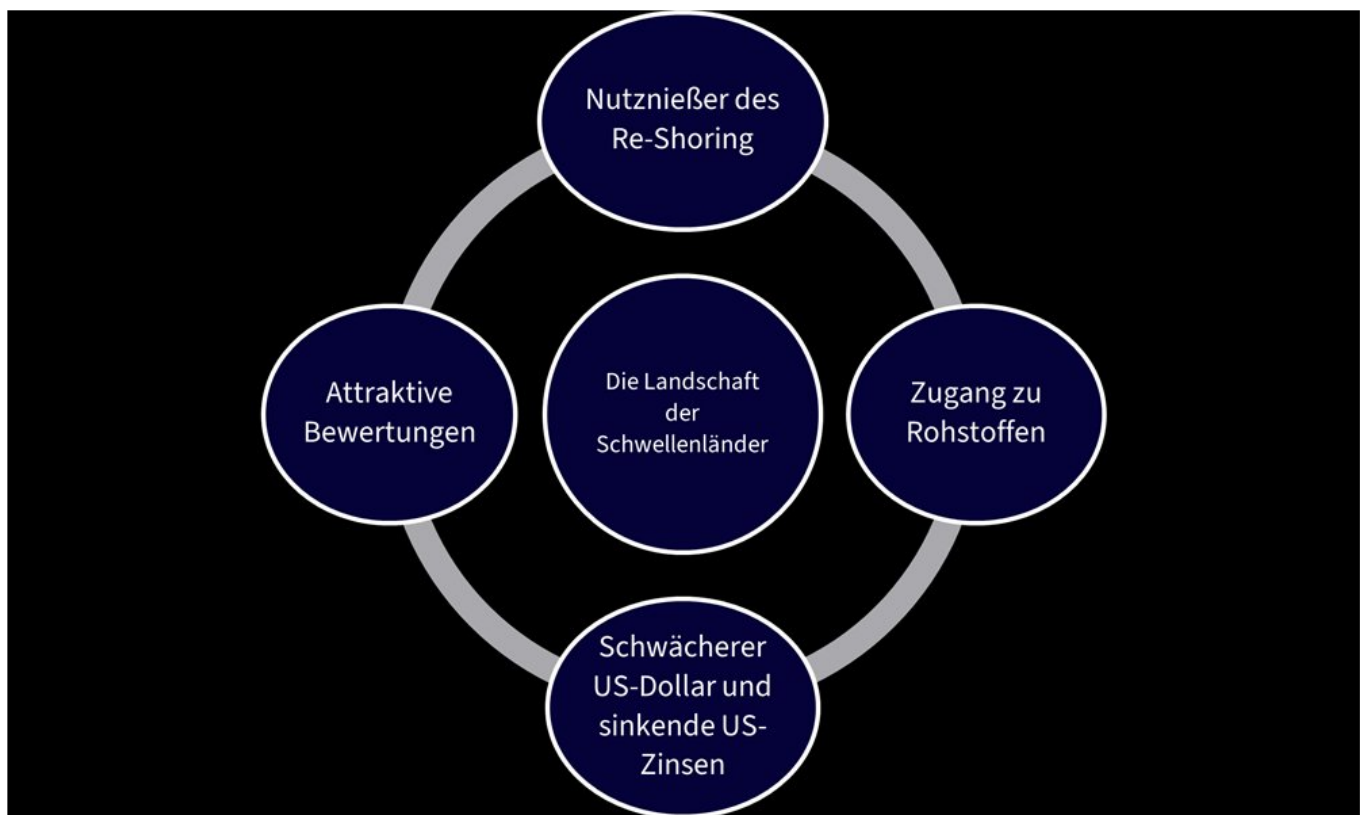 Nutznießer des
Re-Shoring
Attraktive
Bewertungen
Die Landschaft
der
Schwellenländer
Zugang zu
Rohstoffen
Schwächerer
US-Dollar und
sinkende US-
Zinsen